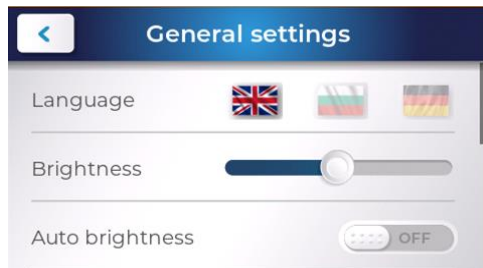 General settings
Language
Brightness
Auto brightness
OFF